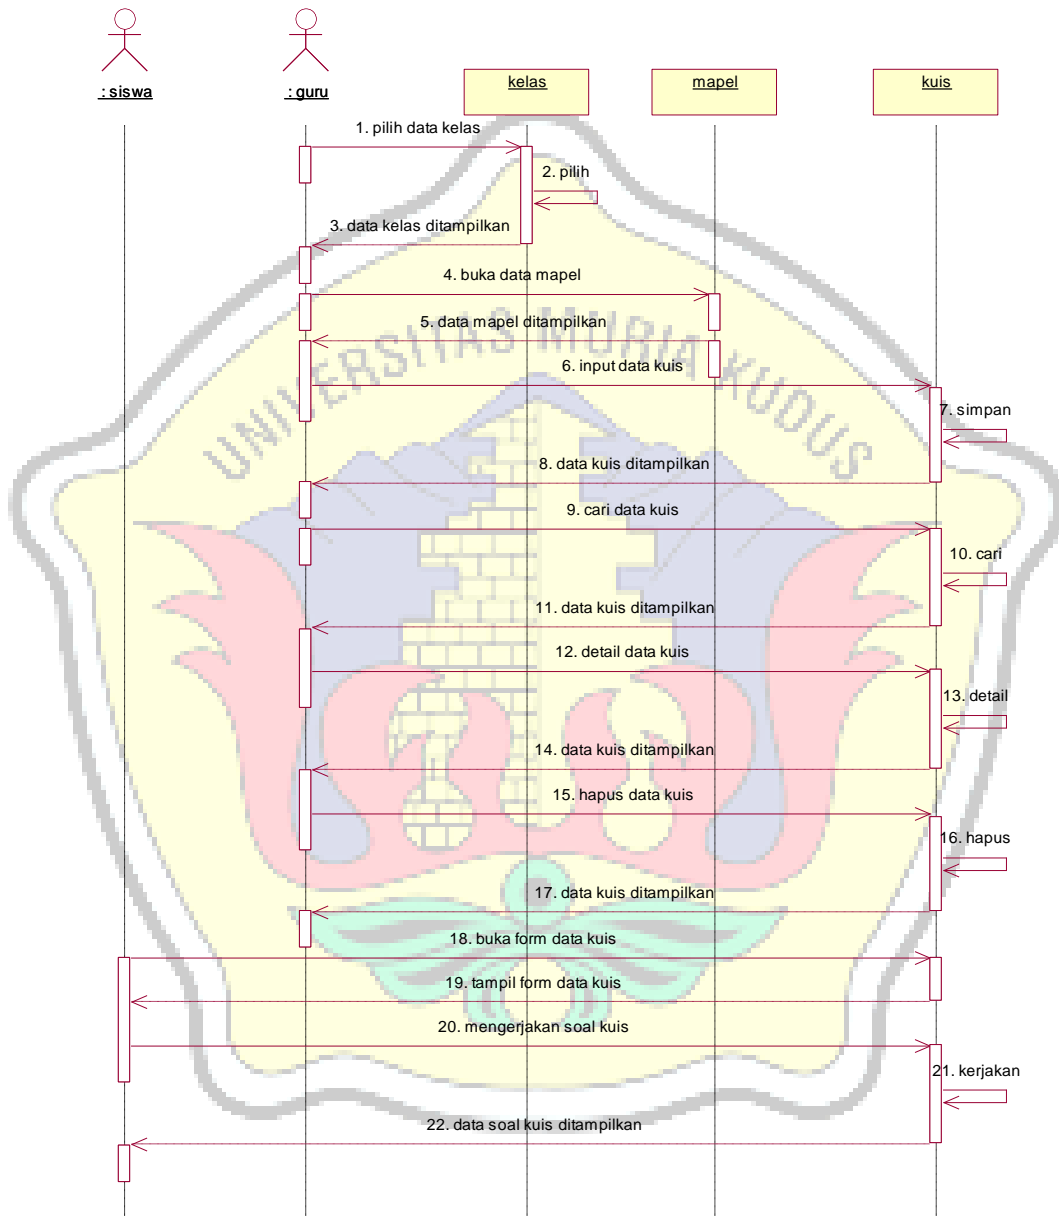 : siswa
: guru
kelas
mapel
kuis
1. pilih data kelas
2. pilih
3. data kelas ditampilkan
4. buka data mapel
5. data mapel ditampilkan
UNIVERSITAS MURIA KUDUS
6. input data kuis
7. simpan
8. data kuis ditampilkan
9. cari data kuis
10. cari
11. data kuis ditampilkan
12. detail data kuis
13. detail
14. data kuis ditampilkan
15. hapus data kuis
16. hapus
17. data kuis ditampilkan
18. buka form data kuis
19. tampil form data kuis
20. mengerjakan soal kuis
21. kerjakan
22. data soal kuis ditampilkan